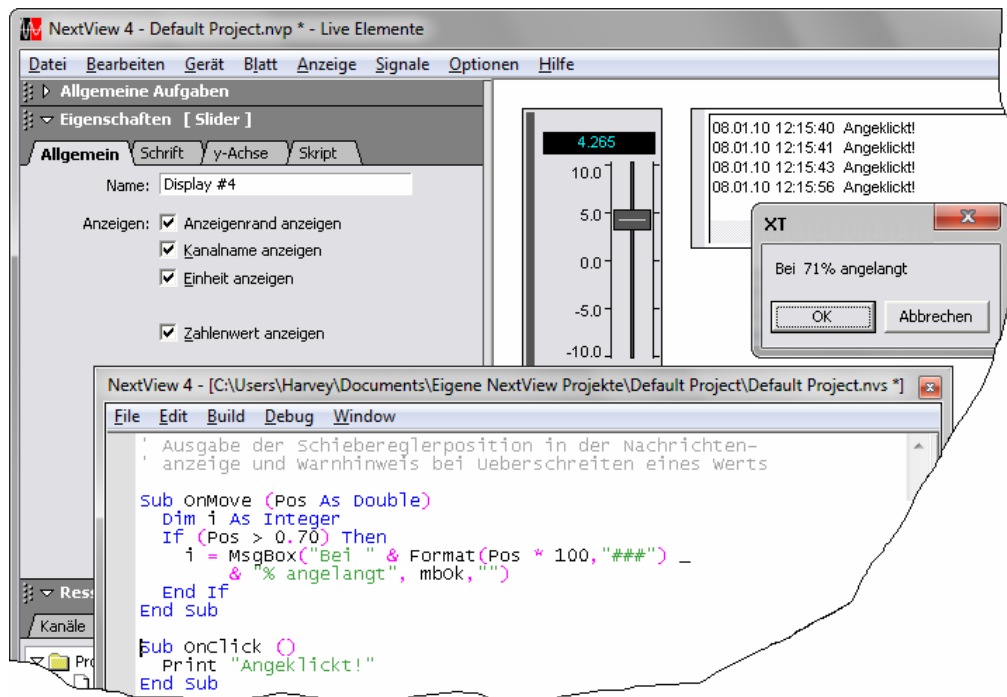 NextView 4 - Default Project.nvp * - Live Elemente
Datei Bearbeiten Gerät Blatt Anzeige Signale Optionen Hilfe
Allgemeine Aufgaben
Eigenschaften [ Slider ]
Allgemein Schrift y-Achse Skript
Name: Display #4
Anzeigen: Anzeigenrand anzeigen
Kanalname anzeigen
Einheit anzeigen
Zahlenwert anzeigen
4.265
10.0
5.0
0.0
-5.0
-10.0
08.01.10 12:15:40 Angeklickt!
08.01.10 12:15:41 Angeklickt!
08.01.10 12:15:43 Angeklickt!
08.01.10 12:15:56 Angeklickt!
XT
Bei 71% angelangt
OK Abbrechen
NextView 4 - [C:\Users\Harvey\Documents\Eigene NextView Projekte\Default Project\Default Project.nvs *]
File Edit Build Debug Window
' Ausgabe der Schiebereglerposition in der Nachrichten-
' anzeige und Warnhinweis bei Ueberschreiten eines Werts
Sub OnMove (Pos As Double)
Dim i As Integer
If (Pos > 0.70) Then
i = MsgBox("Bei " & Format(Pos * 100,"###") _
& "% angelangt", mbok,"")
End If
End Sub
Sub OnClick ()
Print "Angeklickt!"
End Sub
Kanäle